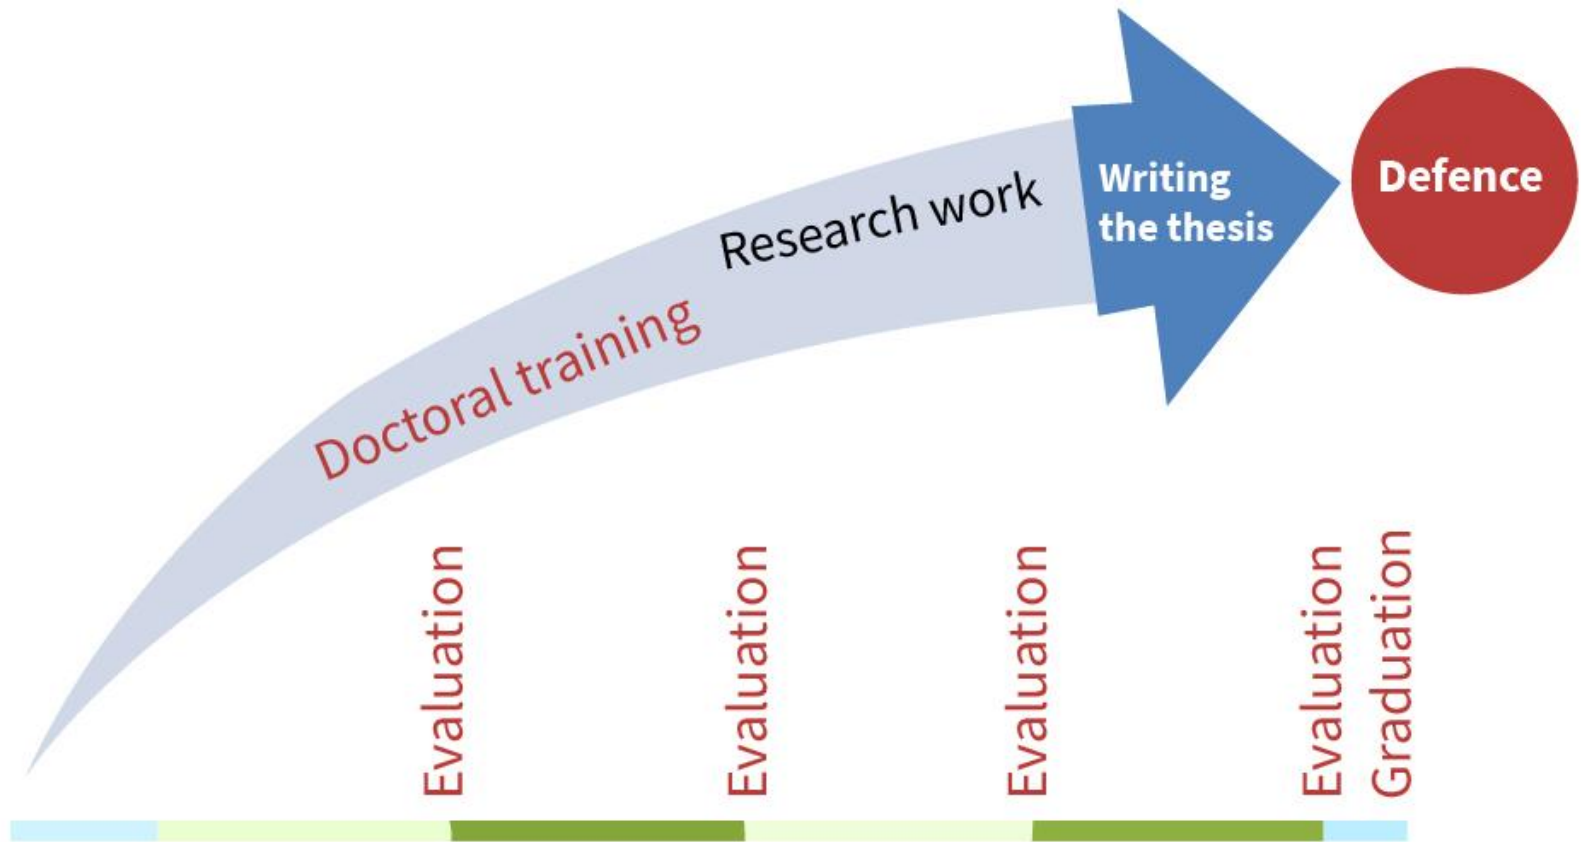 Doctoral training
Research work
Writing
the thesis
Defence
Evaluation
Evaluation
Evaluation
Evaluation
Graduation